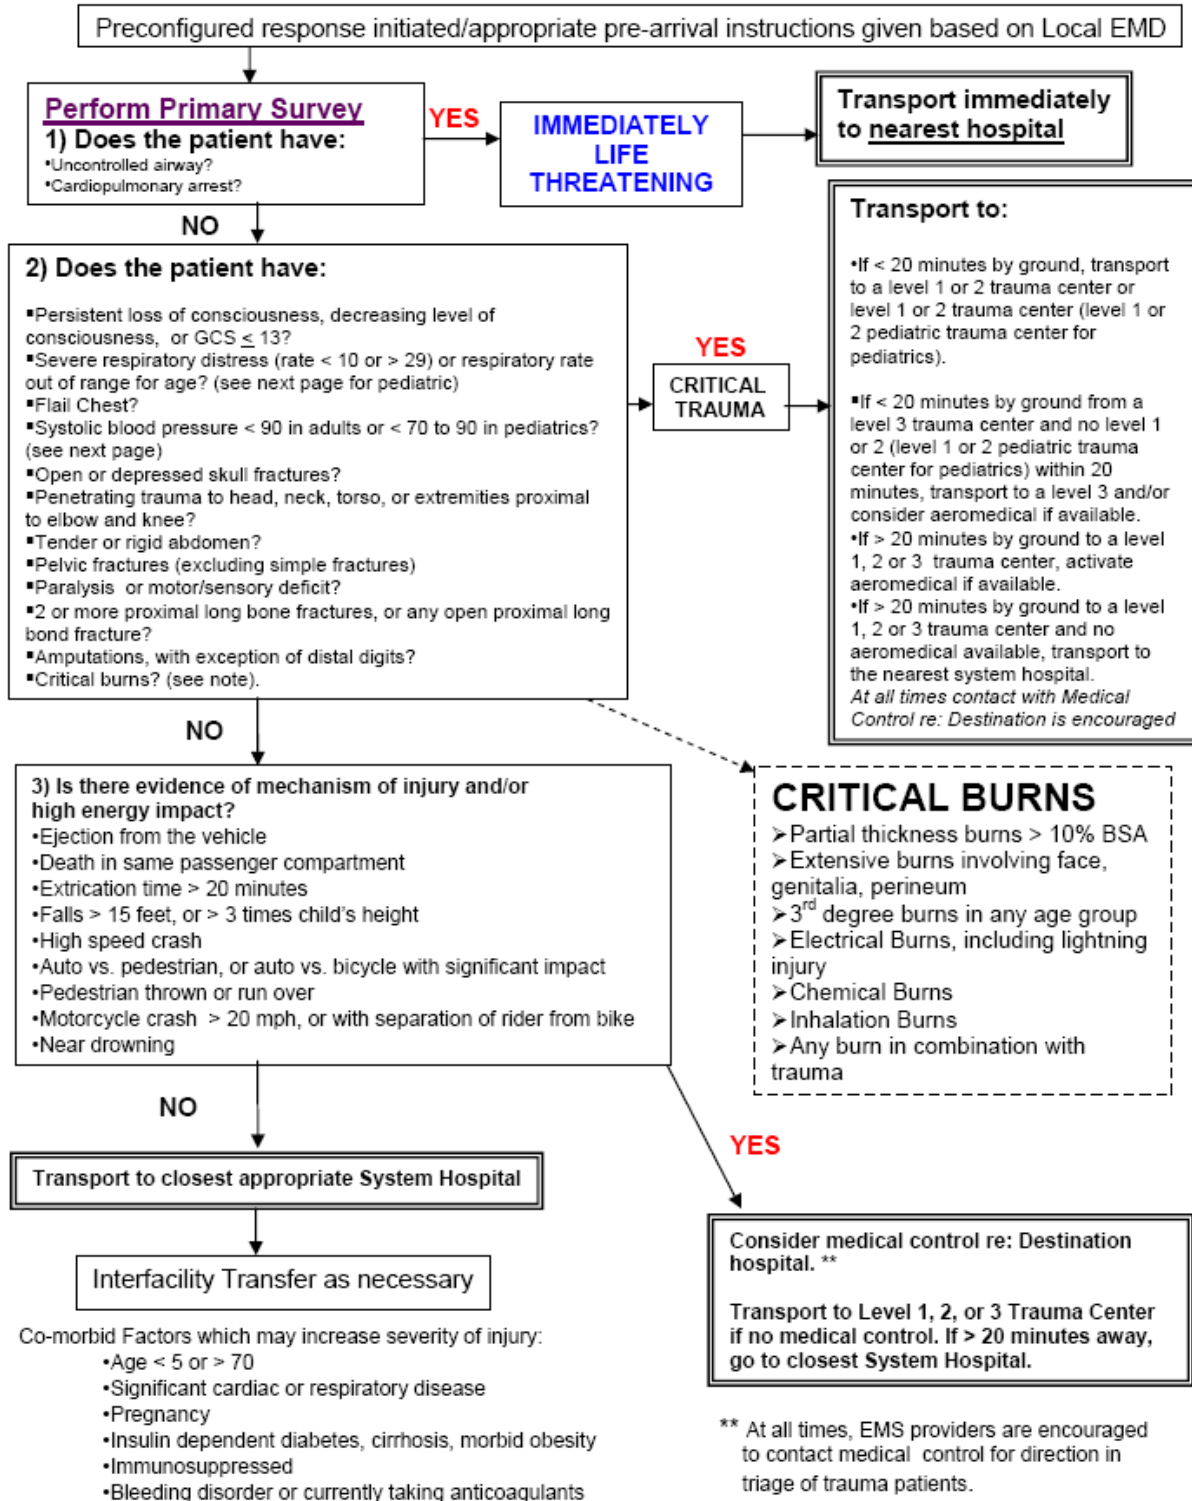 Preconfigured response initiated/appropriate pre-arrival instructions given based on Local EMD
Perform Primary Survey
1) Does the patient have:
•Uncontrolled airway?
•Cardiopulmonary arrest?
YES
IMMEDIATELY
LIFE
THREATENING
Transport immediately
to nearest hospital
NO
2) Does the patient have:
▪Persistent loss of consciousness, decreasing level of
consciousness, or GCS ≤ 13?
▪Severe respiratory distress (rate < 10 or > 29) or respiratory rate
out of range for age? (see next page for pediatric)
▪Flail Chest?
▪Systolic blood pressure < 90 in adults or < 70 to 90 in pediatrics?
(see next page)
▪Open or depressed skull fractures?
▪Penetrating trauma to head, neck, torso, or extremities proximal
to elbow and knee?
▪Tender or rigid abdomen?
▪Pelvic fractures (excluding simple fractures)
▪Paralysis or motor/sensory deficit?
▪2 or more proximal long bone fractures, or any open proximal long
bond fracture?
▪Amputations, with exception of distal digits?
▪Critical burns? (see note).
YES
CRITICAL
TRAUMA
Transport to:
•If < 20 minutes by ground, transport
to a level 1 or 2 trauma center or
level 1 or 2 trauma center (level 1 or
2 pediatric trauma center for
pediatrics).
▪If < 20 minutes by ground from a
level 3 trauma center and no level 1
or 2 (level 1 or 2 pediatric trauma
center for pediatrics) within 20
minutes, transport to a level 3 and/or
consider aeromedical if available.
•If > 20 minutes by ground to a level
1, 2 or 3 trauma center, activate
aeromedical if available.
•If > 20 minutes by ground to a level
1, 2 or 3 trauma center and no
aeromedical available, transport to
the nearest system hospital.
At all times contact with Medical
Control re: Destination is encouraged
NO
3) Is there evidence of mechanism of injury and/or
high energy impact?
•Ejection from the vehicle
•Death in same passenger compartment
•Extrication time > 20 minutes
•Falls > 15 feet, or > 3 times child's height
•High speed crash
•Auto vs. pedestrian, or auto vs. bicycle with significant impact
•Pedestrian thrown or run over
•Motorcycle crash > 20 mph, or with separation of rider from bike
•Near drowning
CRITICAL BURNS
➢Partial thickness burns > 10% BSA
➢Extensive burns involving face,
genitalia, perineum
➢3rd degree burns in any age group
➢Electrical Burns, including lightning
injury
➢Chemical Burns
➢Inhalation Burns
➢Any burn in combination with
trauma
NO
YES
Transport to closest appropriate System Hospital
Interfacility Transfer as necessary
Consider medical control re: Destination
hospital. **
Transport to Level 1, 2, or 3 Trauma Center
if no medical control. If > 20 minutes away,
go to closest System Hospital.
Co-morbid Factors which may increase severity of injury:
•Age < 5 or > 70
•Significant cardiac or respiratory disease
•Pregnancy
•Insulin dependent diabetes, cirrhosis, morbid obesity
•Immunosuppressed
•Bleeding disorder or currently taking anticoagulants
** At all times, EMS providers are encouraged
to contact medical control for direction in
triage of trauma patients.